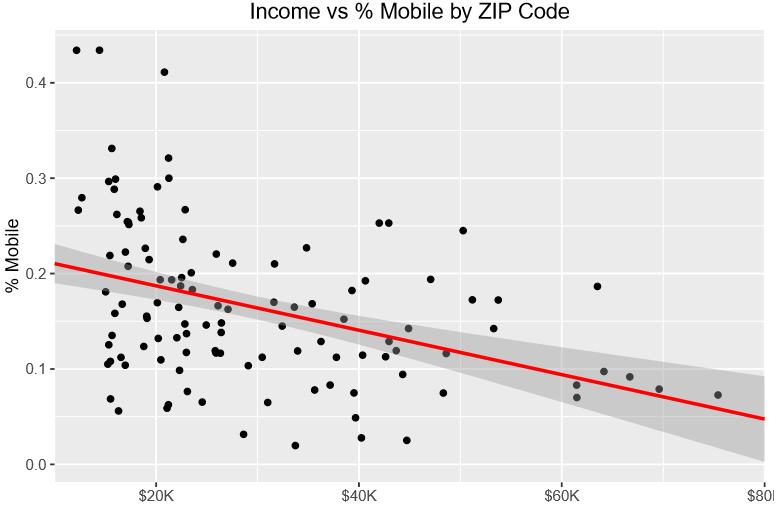 Income vs % Mobile by ZIP Code
% Mobile
0.4
0.3
0.2
0.1
0.0
$20K
$40K
$60K
$80